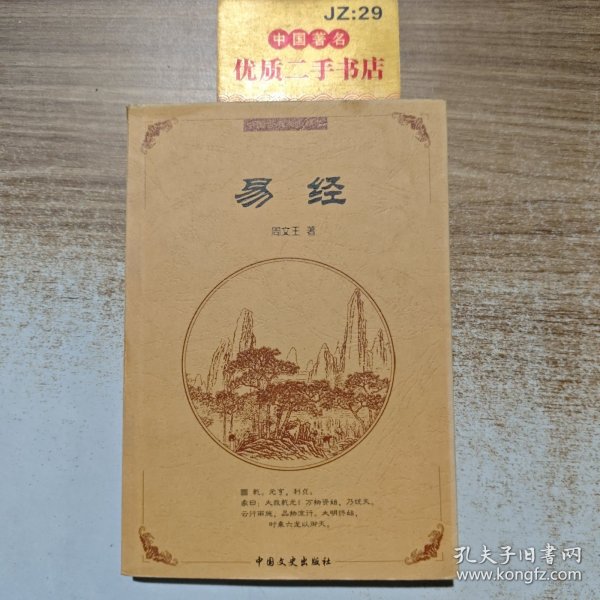 JZ:29
中国著名
优质二手书店
易 经
周文王 著
乾。元亨,利贞。
彖曰:大哉乾元!万物资始,乃统天。
云行雨施,品物流行。大明终始,
时乘六龙以御天。
中国文史出版社
孔夫子旧书网
www.kongfz.com